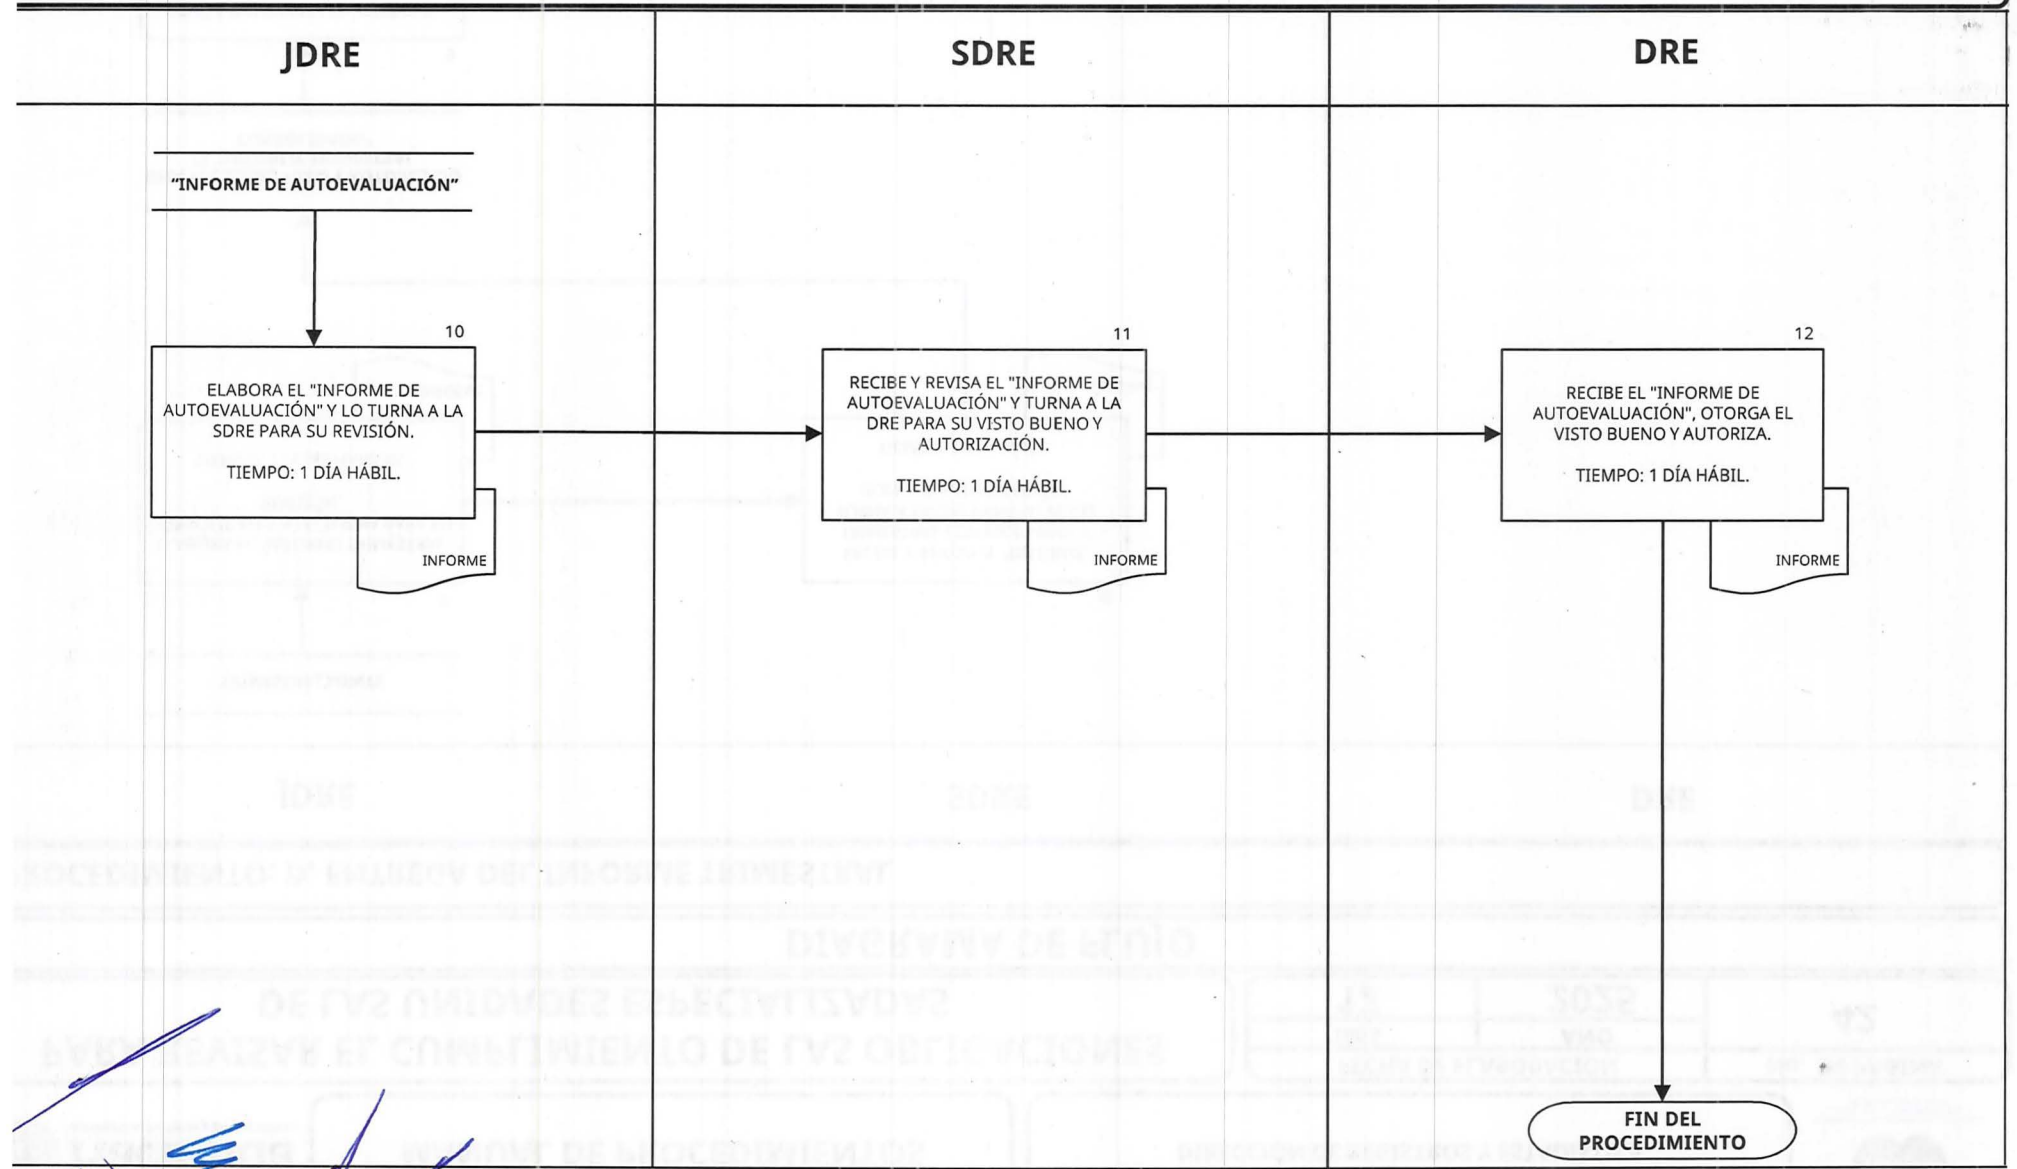 JDRE
SDRE
DRE
“INFORME DE AUTOEVALUACIÓN”
10
ELABORA EL "INFORME DE
AUTOEVALUACIÓN" Y LO TURNA A LA
SDRE PARA SU REVISIÓN.
TIEMPO: 1 DÍA HÁBIL.
INFORME
11
RECIBE Y REVISA EL "INFORME DE
AUTOEVALUACIÓN" Y TURNA A LA
DRE PARA SU VISTO BUENO Y
AUTORIZACIÓN.
TIEMPO: 1 DÍA HÁBIL.
INFORME
12
RECIBE EL "INFORME DE
AUTOEVALUACIÓN", OTORGA EL
VISTO BUENO Y AUTORIZA.
TIEMPO: 1 DÍA HÁBIL.
INFORME
FIN DEL
PROCEDIMIENTO